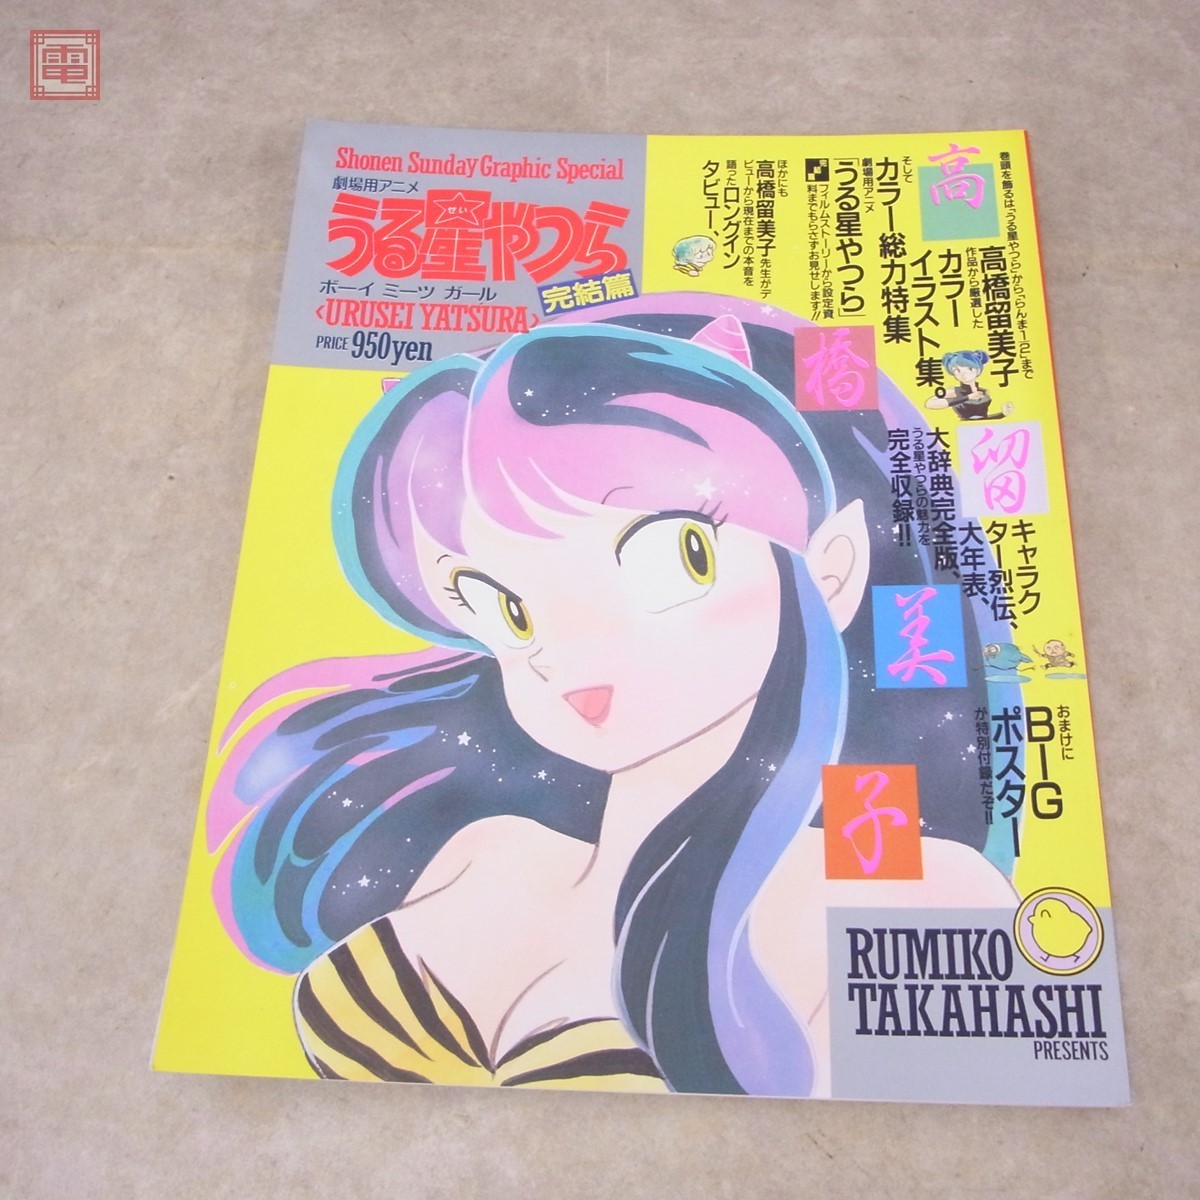 電
Shonen Sunday Graphic Special
劇場用アニメ
うる星やつら
せい
ボーイ ミーツ ガール
完結篇
<URUSEI YATSURA>
PRICE 950yen
高
橋
留
美
子
巻頭を飾るは、「うる星やつら」から、「らんま1/2」まで
高橋留美子
作品から厳選した
カラー
イラスト集。
そして
カラー総力特集
劇場用アニメ
「うる星やつら」
フィルムストーリーから設定資
料までもらさずお見せします!!
ほかにも
高橋留美子先生がデ
ビューから現在までの本音を
語ったロングイン
タビュー、
キャラク
ター烈伝、
大年表、
大辞典完全版、
うる星やつらの魅力を
完全収録!!
おまけに
BIG
ポスター
が特別付録だぞ!!
RUMIKO
TAKAHASHI
PRESENTS